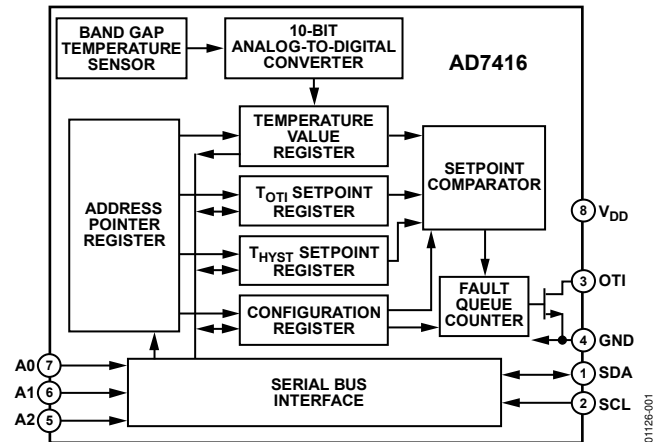 BAND GAP
TEMPERATURE
SENSOR
10-BIT
ANALOG-TO-DIGITAL
CONVERTER
AD7416
TEMPERATURE
VALUE
REGISTER
SETPOINT
COMPARATOR
ADDRESS
POINTER
REGISTER
TOTI SETPOINT
REGISTER
8 VDD
THYST SETPOINT
REGISTER
FAULT
QUEUE
COUNTER
3 OTI
CONFIGURATION
REGISTER
4 GND
A0 7
A1 6
A2 5
SERIAL BUS
INTERFACE
1 SDA
2 SCL
01126-001